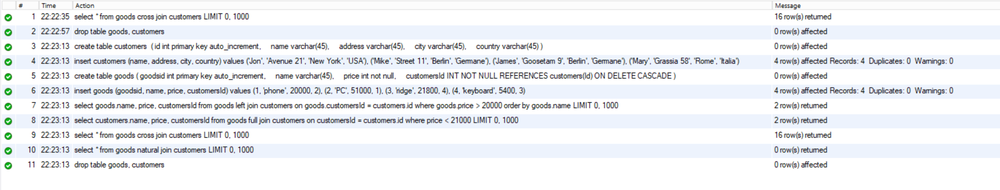 # Time Action Message
1 22:22:35 select * from goods cross join customers LIMIT 0, 1000 16 row(s) returned
2 22:22:57 drop table goods, customers 0 row(s) affected
3 22:23:13 create table customers ( id int primary key auto_increment, name varchar(45), address varchar(45), city varchar(45), country varchar(45) ) 0 row(s) affected
4 22:23:13 insert customers (name, address, city, country) values ('Jon', 'Avenue 21', 'New York', 'USA'), ('Mike', 'Street 11', 'Berlin', 'Germane'), ('James', 'Goosetam 9', 'Berlin', 'Germane'), ('Mary', 'Grassia 58', 'Rome', 'Italia') 4 row(s) affected Records: 4 Duplicates: 0 Warnings: 0
5 22:23:13 create table goods ( goodsid int primary key auto_increment, name varchar(45), price int not null, customersId INT NOT NULL REFERENCES customers(Id) ON DELETE CASCADE ) 0 row(s) affected
6 22:23:13 insert goods (goodsid, name, price, customersId) values (1, 'phone', 20000, 2), (2, 'PC', 51000, 1), (3, 'ridge', 21800, 4), (4, 'keyboard', 5400, 3) 4 row(s) affected Records: 4 Duplicates: 0 Warnings: 0
7 22:23:13 select goods.name, price, customersId from goods left join customers on goods.customersId = customers.id where goods.price > 20000 order by goods.name LIMIT 0, 1000 2 row(s) returned
8 22:23:13 select customers.name, price, customersId from goods full join customers on customersId = customers.id where price < 21000 LIMIT 0, 1000 2 row(s) returned
9 22:23:13 select * from goods cross join customers LIMIT 0, 1000 16 row(s) returned
10 22:23:13 select * from goods natural join customers LIMIT 0, 1000 0 row(s) returned
11 22:23:13 drop table goods, customers 0 row(s) affected